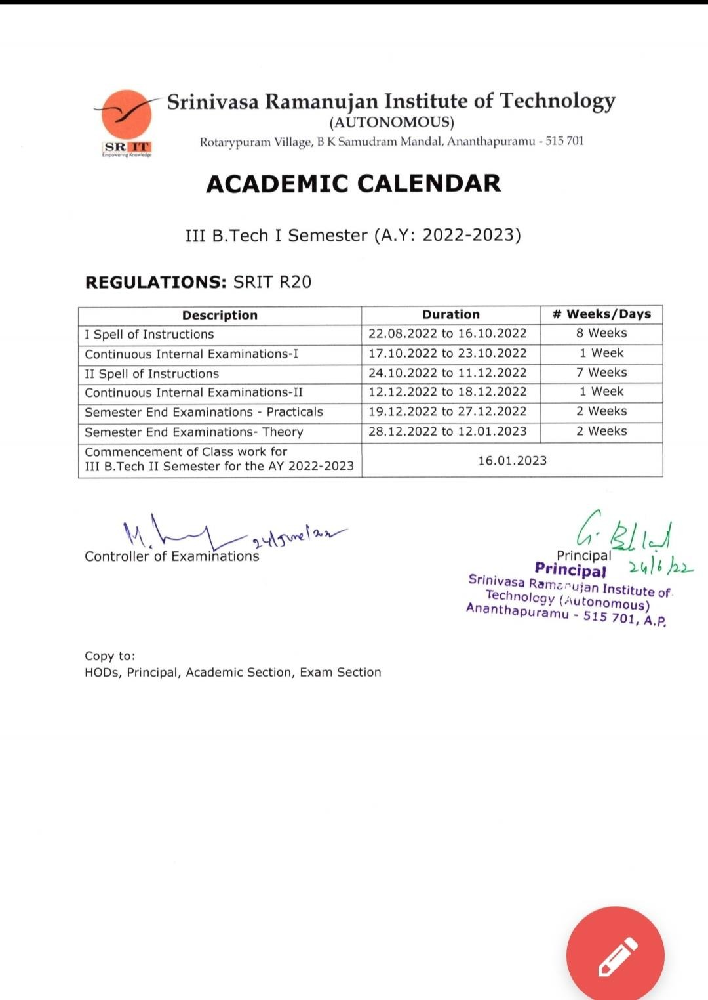 Srinivasa Ramanujan Institute of Technology
(AUTONOMOUS)
Rotarypuram Village, B K Samudram Mandal, Ananthapuramu - 515 701
SR IT
Empowering Knowledge
ACADEMIC CALENDAR
III B.Tech I Semester (A.Y: 2022-2023)
REGULATIONS: SRIT R20
Description Duration # Weeks/Days
I Spell of Instructions 22.08.2022 to 16.10.2022 8 Weeks
Continuous Internal Examinations-I 17.10.2022 to 23.10.2022 1 Week
II Spell of Instructions 24.10.2022 to 11.12.2022 7 Weeks
Continuous Internal Examinations-II 12.12.2022 to 18.12.2022 1 Week
Semester End Examinations - Practicals 19.12.2022 to 27.12.2022 2 Weeks
Semester End Examinations- Theory 28.12.2022 to 12.01.2023 2 Weeks
Commencement of Class work for
III B.Tech II Semester for the AY 2022-2023 16.01.2023
24/June/22
Controller of Examinations
Principal
24/6/22
Principal
Srinivasa Ramanujan Institute of
Technology (Autonomous)
Ananthapuramu - 515 701, A.P.
Copy to:
HODs, Principal, Academic Section, Exam Section